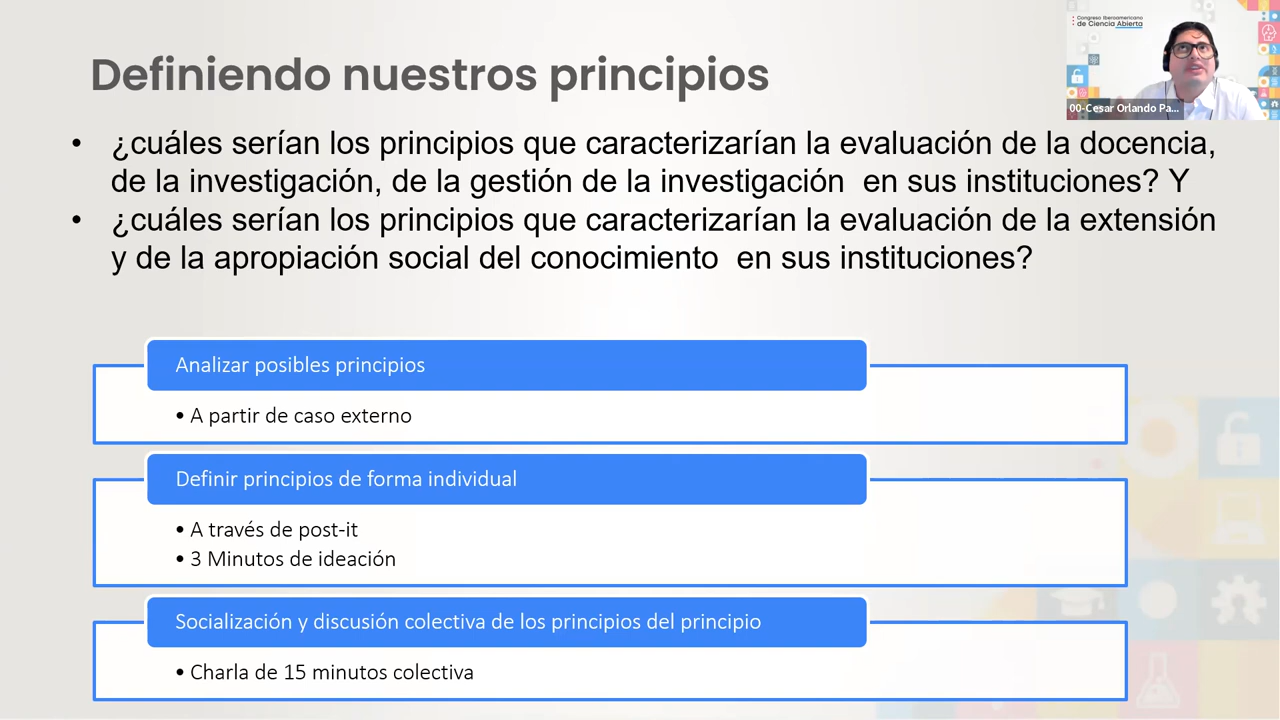 Definiendo nuestros principios
Congreso Iberoamericano
de Ciencia Abierta
00-Cesar Orlando Pa...
• ¿cuáles serían los principios que caracterizarían la evaluación de la docencia,
de la investigación, de la gestión de la investigación  en sus instituciones? Y
• ¿cuáles serían los principios que caracterizarían la evaluación de la extensión
y de la apropiación social del conocimiento  en sus instituciones?
Analizar posibles principios
• A partir de caso externo
Definir principios de forma individual
• A través de post-it
• 3 Minutos de ideación
Socialización y discusión colectiva de los principios del principio
• Charla de 15 minutos colectiva